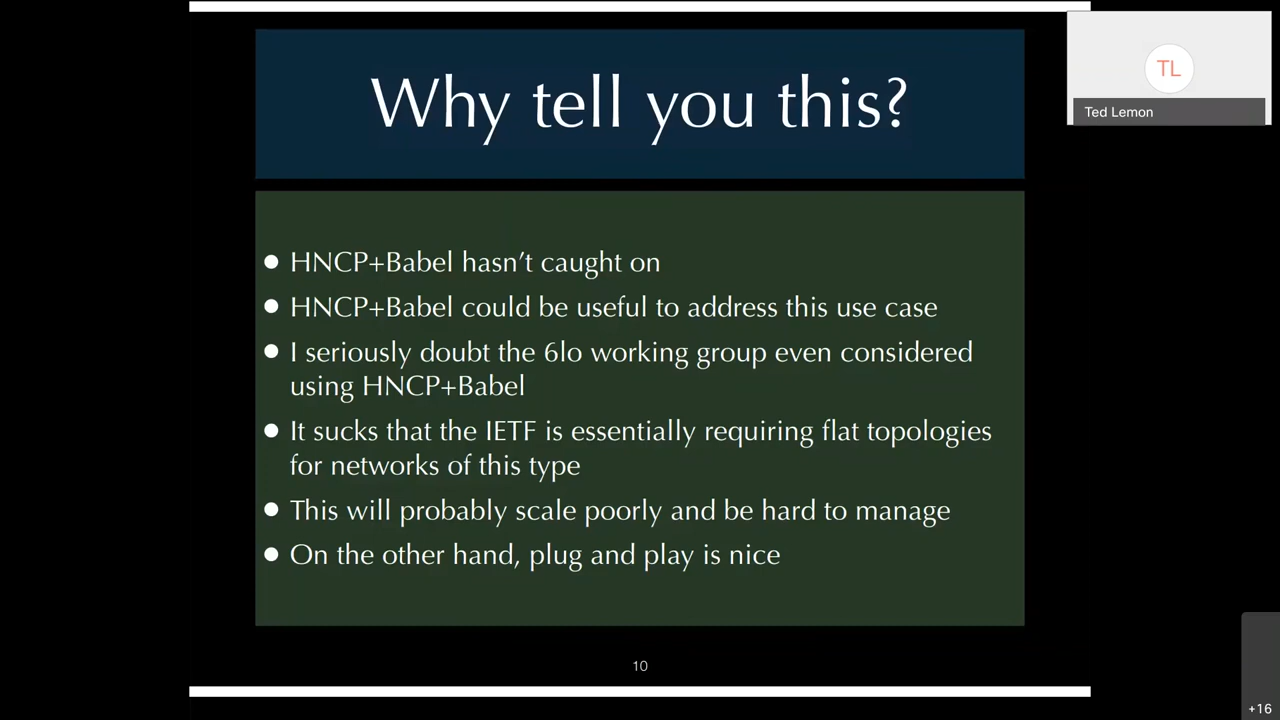 Why tell you this?
TL
Ted Lemon
● HNCP+Babel hasn’t caught on
● HNCP+Babel could be useful to address this use case
● I seriously doubt the 6lo working group even considered
using HNCP+Babel
● It sucks that the IETF is essentially requiring flat topologies
for networks of this type
● This will probably scale poorly and be hard to manage
● On the other hand, plug and play is nice
10
+16